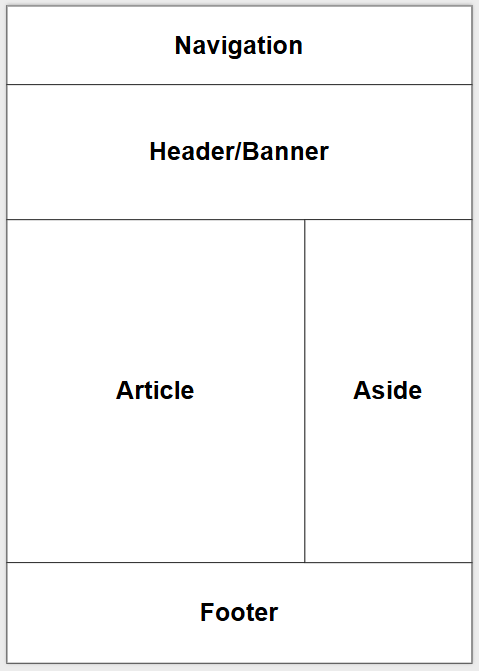 Navigation
Header/Banner
Article
Aside
Footer